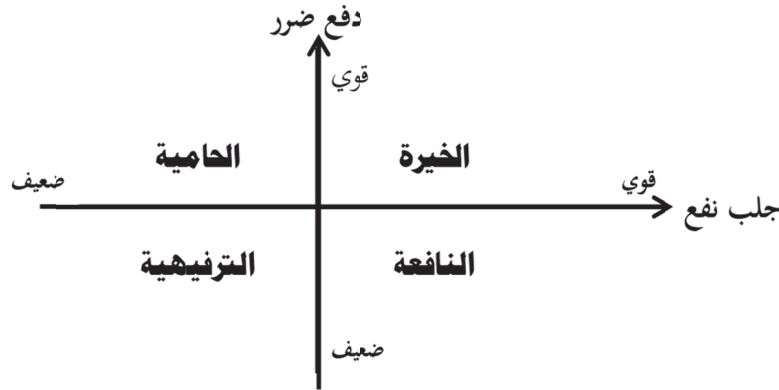 دفع ضرر
قوي
الخيرة
الحامية
قوي
ضعيف
جلب نفع
النافعة
الترفيهية
ضعيف